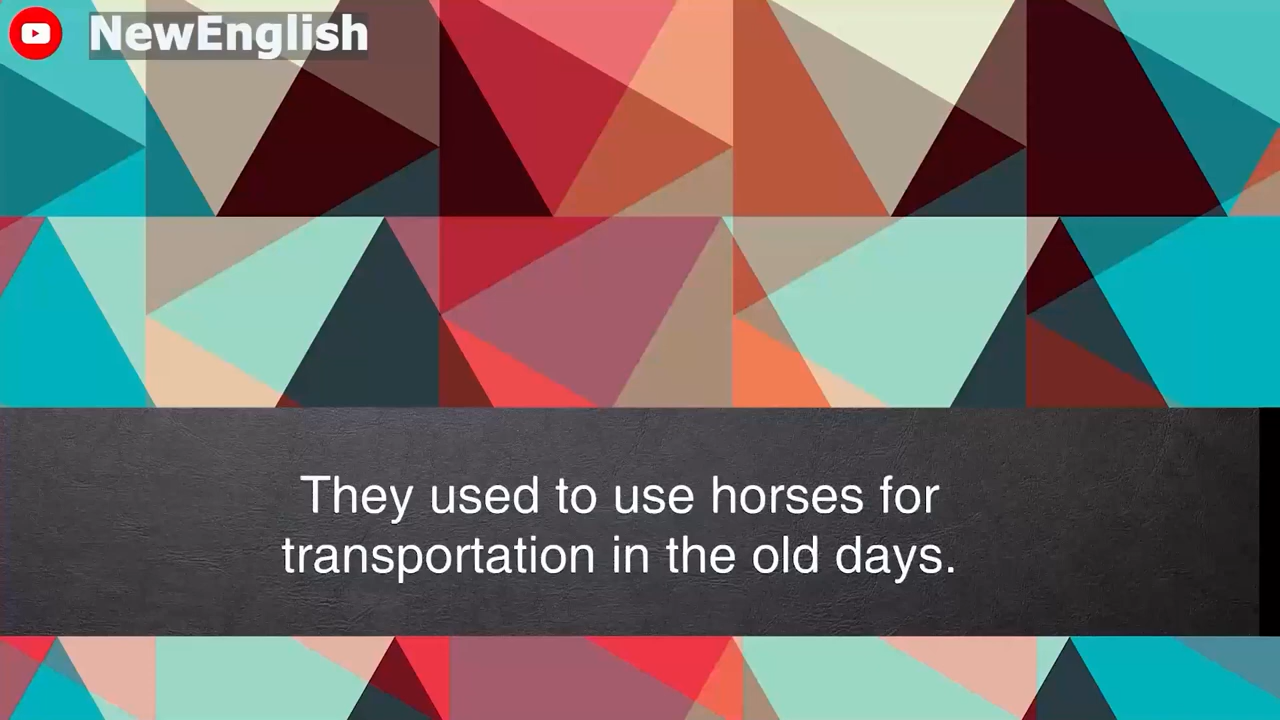 NewEnglish
They used to use horses for
transportation in the old days.